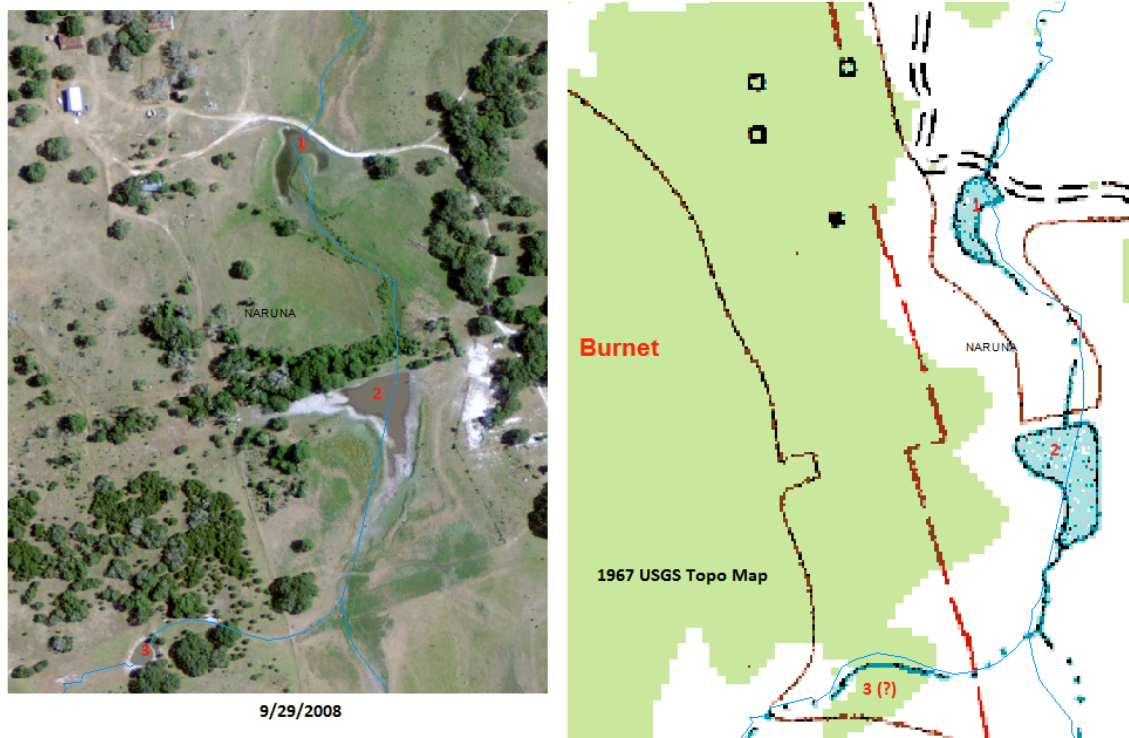 1
NARUNA
2
3
9/29/2008
1
NARUNA
Burnet
2
1967 USGS Topo Map
3 (?)